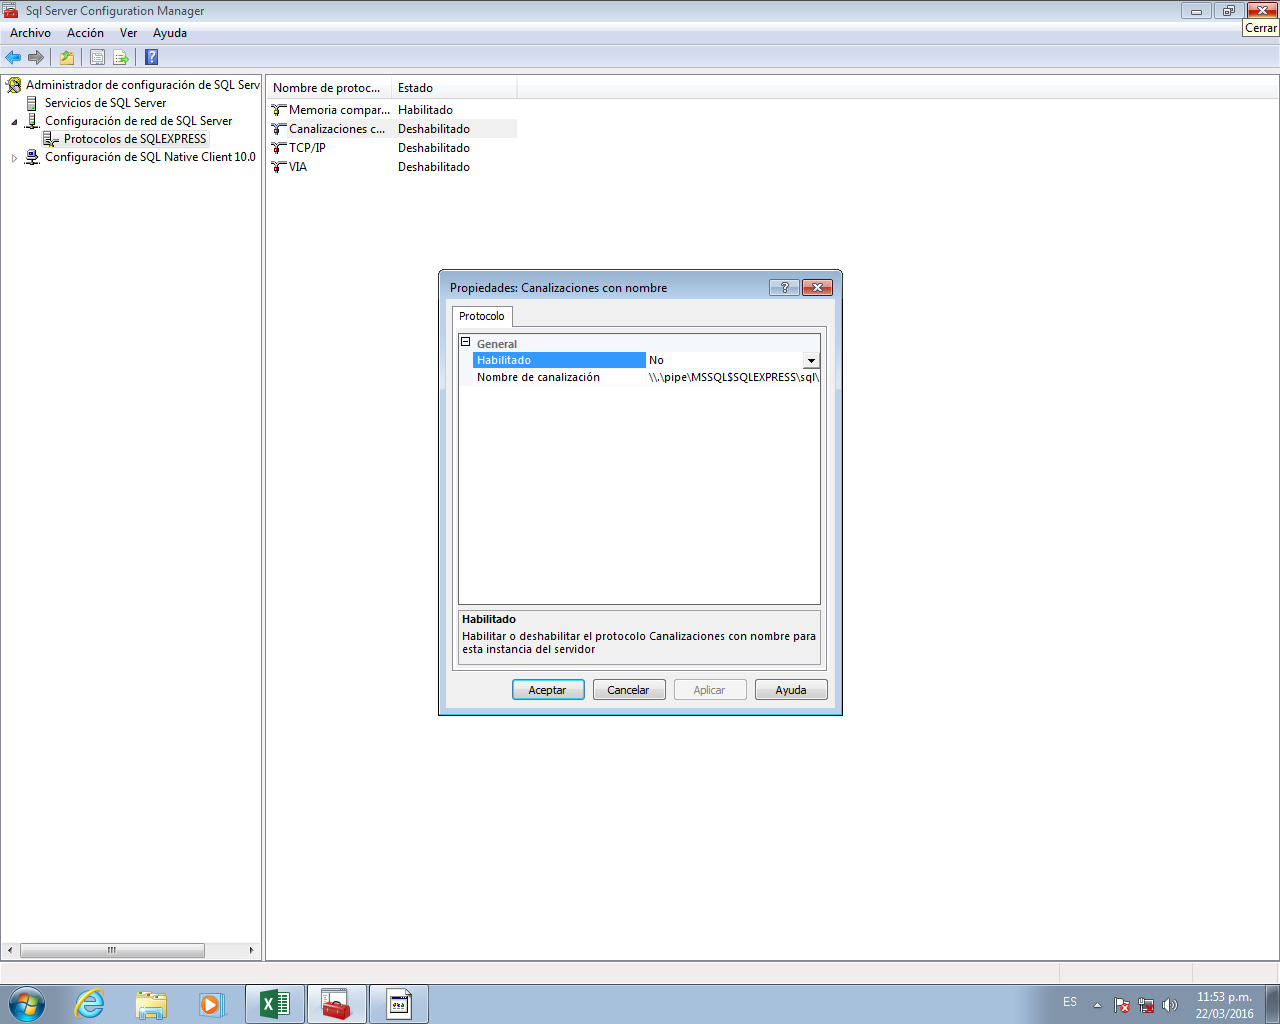 Sql Server Configuration Manager
Cerrar
Archivo Acción Ver Ayuda
Administrador de configuración de SQL Serv
Servicios de SQL Server
Configuración de red de SQL Server
Protocolos de SQLEXPRESS
Configuración de SQL Native Client 10.0
Nombre de protoc... Estado
Memoria compar... Habilitado
Canalizaciones c... Deshabilitado
TCP/IP Deshabilitado
VIA Deshabilitado
Propiedades: Canalizaciones con nombre
Protocolo
General
Habilitado No
Nombre de canalización \\.\pipe\MSSQL$SQLEXPRESS\sql\
Habilitado
Habilitar o deshabilitar el protocolo Canalizaciones con nombre para
esta instancia del servidor
Aceptar Cancelar Aplicar Ayuda
ES
11:53 p.m.
22/03/2016